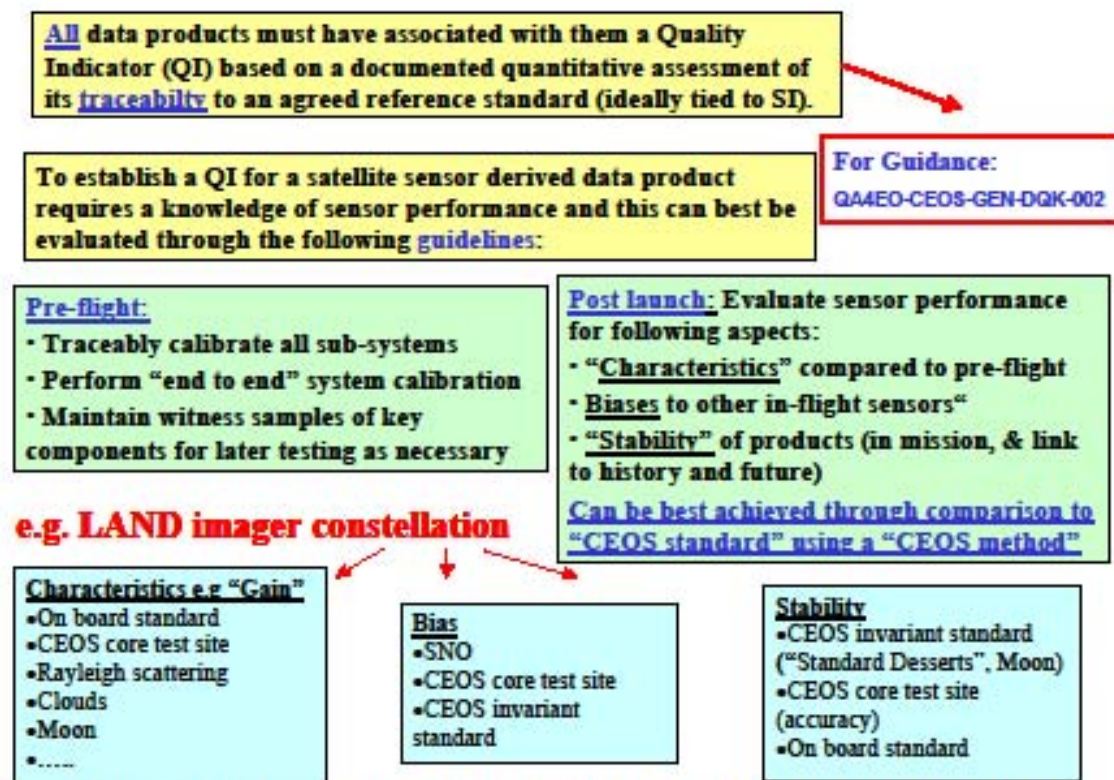 All data products must have associated with them a Quality
Indicator (QI) based on a documented quantitative assessment of
its traceabilty to an agreed reference standard (ideally tied to SI).
For Guidance:
QA4EO-CEOS-GEN-DQK-002
To establish a QI for a satellite sensor derived data product
requires a knowledge of sensor performance and this can best be
evaluated through the following guidelines:
Pre-flight:
· Traceably calibrate all sub-systems
· Perform “end to end” system calibration
· Maintain witness samples of key
components for later testing as necessary
Post launch: Evaluate sensor performance
for following aspects:
· “Characteristics” compared to pre-flight
· Biases to other in-flight sensors“
· “Stability” of products (in mission, & link
to history and future)
Can be best achieved through comparison to
“CEOS standard” using a “CEOS method”
e.g. LAND imager constellation
Characteristics e.g “Gain”
•On board standard
•CEOS core test site
•Rayleigh scattering
•Clouds
•Moon
•.....
Bias
•SNO
•CEOS core test site
•CEOS invariant
standard
Stability
•CEOS invariant standard
(“Standard Desserts”, Moon)
•CEOS core test site
(accuracy)
•On board standard